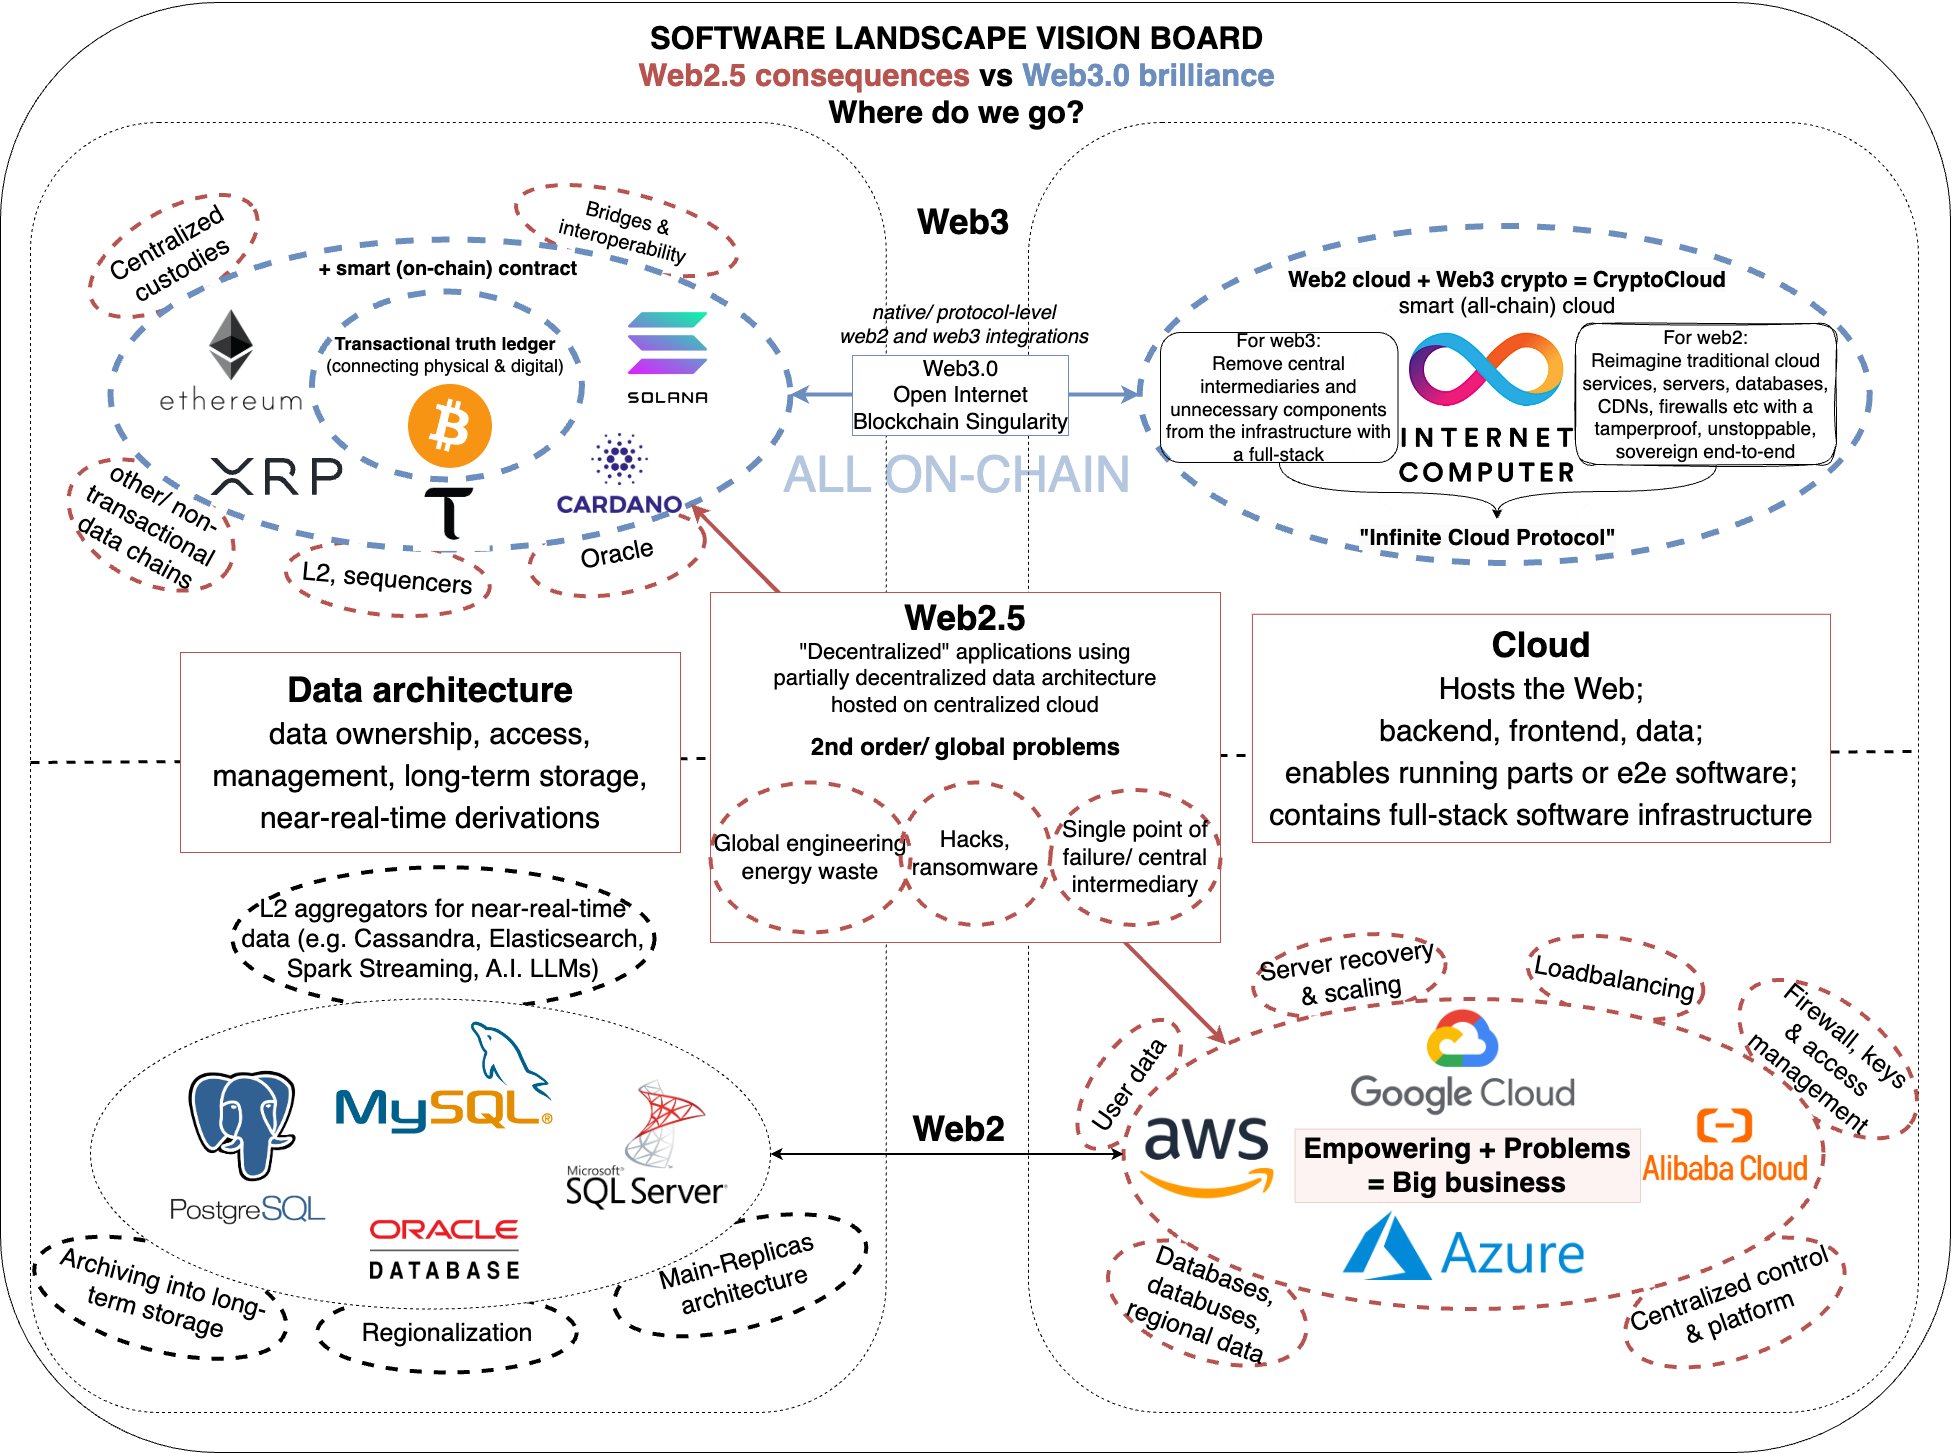 SOFTWARE LANDSCAPE VISION BOARD
Web2.5 consequences vs Web3.0 brilliance
Where do we go?
Web3
Centralized
custodies
Bridges &
interoperability
+ smart (on-chain) contract
ethereum
Transactional truth ledger
(connecting physical & digital)
SOLANA
XRP
CARDANO
other/ non-
transactional
data chains
L2, sequencers
Oracle
native/ protocol-level
web2 and web3 integrations
Web3.0
Open Internet
Blockchain Singularity
ALL ON-CHAIN
Web2 cloud + Web3 crypto = CryptoCloud
smart (all-chain) cloud
For web3:
Remove central
intermediaries and
unnecessary components
from the infrastructure with
a full-stack
INTERNET
COMPUTER
For web2:
Reimagine traditional cloud
services, servers, databases,
CDNs, firewalls etc with a
tamperproof, unstoppable,
sovereign end-to-end
"Infinite Cloud Protocol"
Data architecture
data ownership, access,
management, long-term storage,
near-real-time derivations
Web2.5
"Decentralized" applications using
partially decentralized data architecture
hosted on centralized cloud
2nd order/ global problems
Global engineering
energy waste
Hacks,
ransomware
Single point of
failure/ central
intermediary
Cloud
Hosts the Web;
backend, frontend, data;
enables running parts or e2e software;
contains full-stack software infrastructure
L2 aggregators for near-real-time
data (e.g. Cassandra, Elasticsearch,
Spark Streaming, A.I. LLMs)
PostgreSQL
MySQL®
Microsoft®
SQL Server®
ORACLE
DATABASE
Archiving into long-
term storage
Regionalization
Main-Replicas
architecture
Web2
Server recovery
& scaling
Loadbalancing
Firewall, keys
& access
management
User data
Google Cloud
aws
Empowering + Problems
= Big business
Alibaba Cloud
Azure
Databases,
databuses,
regional data
Centralized control
& platform